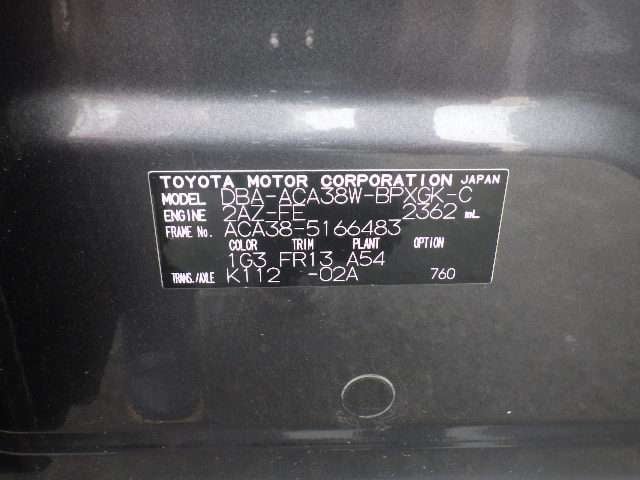 TOYOTA MOTOR CORPORATION JAPAN
MODEL DBA-ACA38W-BPXGK-C
ENGINE 2AZ-FE 2362 mL
FRAME No. ACA38-5166483
COLOR TRIM PLANT OPTION
1G3 FR13 A54
TRANS./AXLE K112 -02A 760